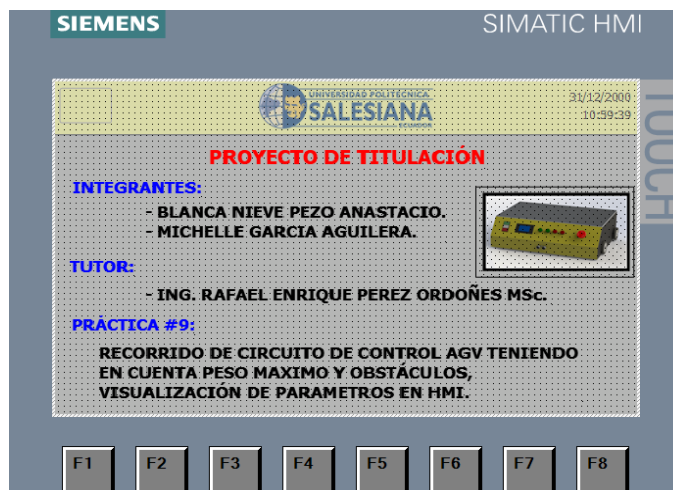 SIEMENS
SIMATIC HMI
UNIVERSIDAD POLITÉCNICA
SALESIANA
ECUADOR
31/12/2000
10:59:39
TOUCH
PROYECTO DE TITULACIÓN
INTEGRANTES:
- BLANCA NIEVE PEZO ANASTACIO.
- MICHELLE GARCIA AGUILERA.
TUTOR:
- ING. RAFAEL ENRIQUE PEREZ ORDOÑES MSc.
PRÁCTICA #9:
RECORRIDO DE CIRCUITO DE CONTROL AGV TENIENDO
EN CUENTA PESO MAXIMO Y OBSTÁCULOS,
VISUALIZACIÓN DE PARAMETROS EN HMI.
F1 F2 F3 F4 F5 F6 F7 F8